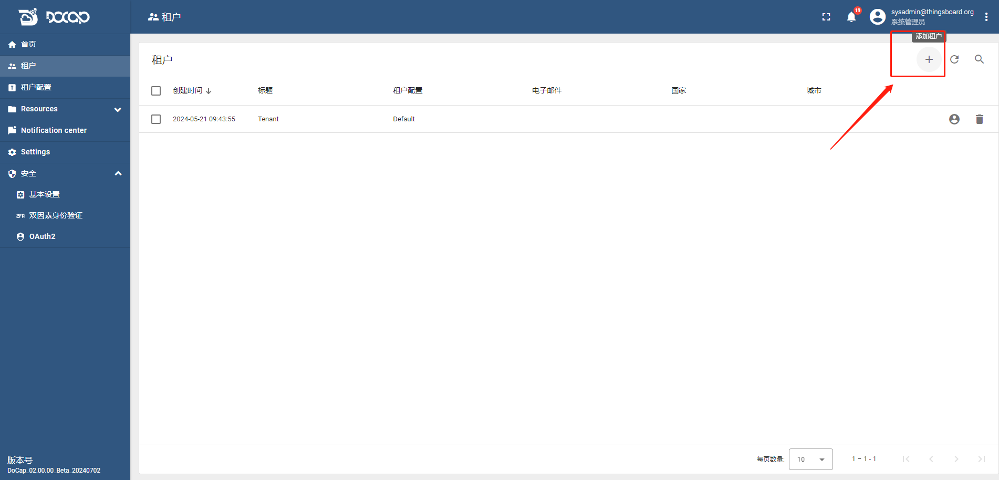 DOCAP
租户
19
sysadmin@thingsboard.org
系统管理员
首页
租户
租户配置
Resources
Notification center
Settings
安全
基本设置
2FA 双因素身份验证
OAuth2
版本号
DoCap_02.00.00_Beta_20240702
添加租户
租户
创建时间 标题 租户配置 电子邮件 国家 城市
2024-05-21 09:43:55 Tenant Default
每页数量: 10 1 – 1 - 1